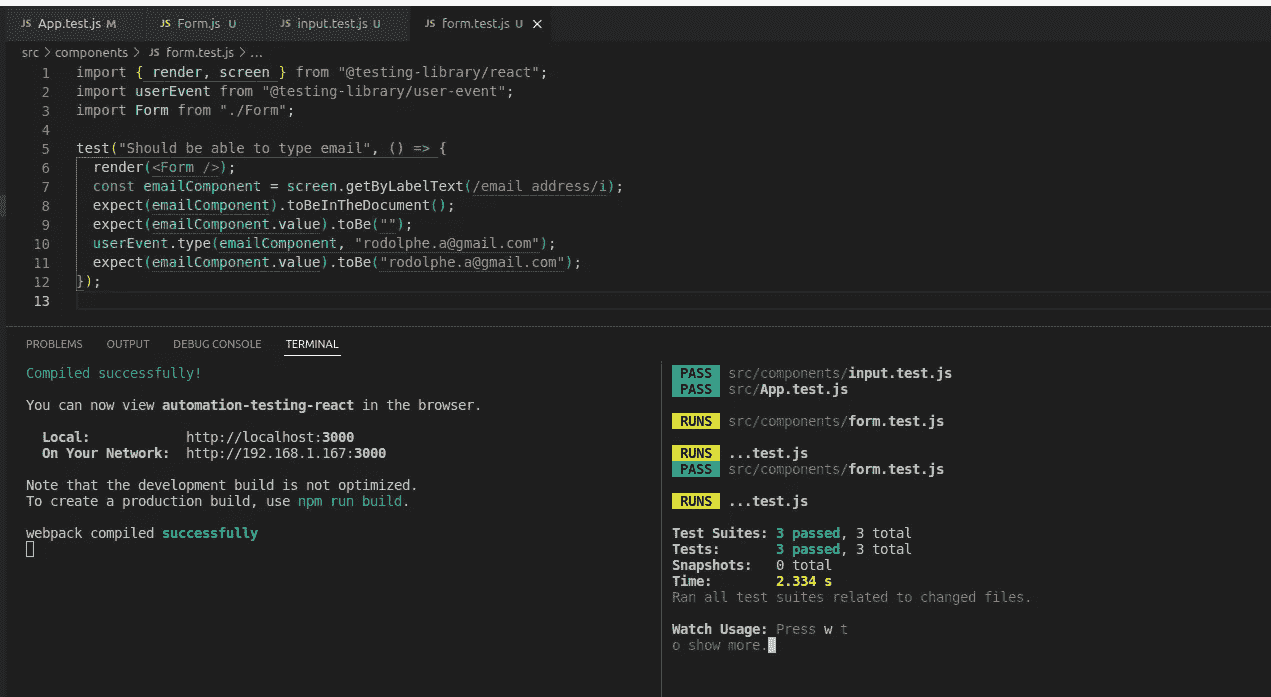 JS App.test.js M JS Form.js U JS input.test.js U JS form.test.js U ×
src > components > JS form.test.js > ...
1 import { render, screen } from "@testing-library/react";
2 import userEvent from "@testing-library/user-event";
3 import Form from "./Form";
4
5 test("Should be able to type email", () => {
6 render(<Form />);
7 const emailComponent = screen.getByLabelText(/email address/i);
8 expect(emailComponent).toBeInTheDocument();
9 expect(emailComponent.value).toBe("");
10 userEvent.type(emailComponent, "rodolphe.a@gmail.com");
11 expect(emailComponent.value).toBe("rodolphe.a@gmail.com");
12 });
13
PROBLEMS OUTPUT DEBUG CONSOLE TERMINAL
Compiled successfully!
You can now view automation-testing-react in the browser.
Local: http://localhost:3000
On Your Network: http://192.168.1.167:3000
Note that the development build is not optimized.
To create a production build, use npm run build.
webpack compiled successfully
PASS src/components/input.test.js
PASS src/App.test.js
RUNS src/components/form.test.js
RUNS ...test.js
PASS src/components/form.test.js
RUNS ...test.js
Test Suites: 3 passed, 3 total
Tests: 3 passed, 3 total
Snapshots: 0 total
Time: 2.334 s
Ran all test suites related to changed files.
Watch Usage: Press w t
o show more.